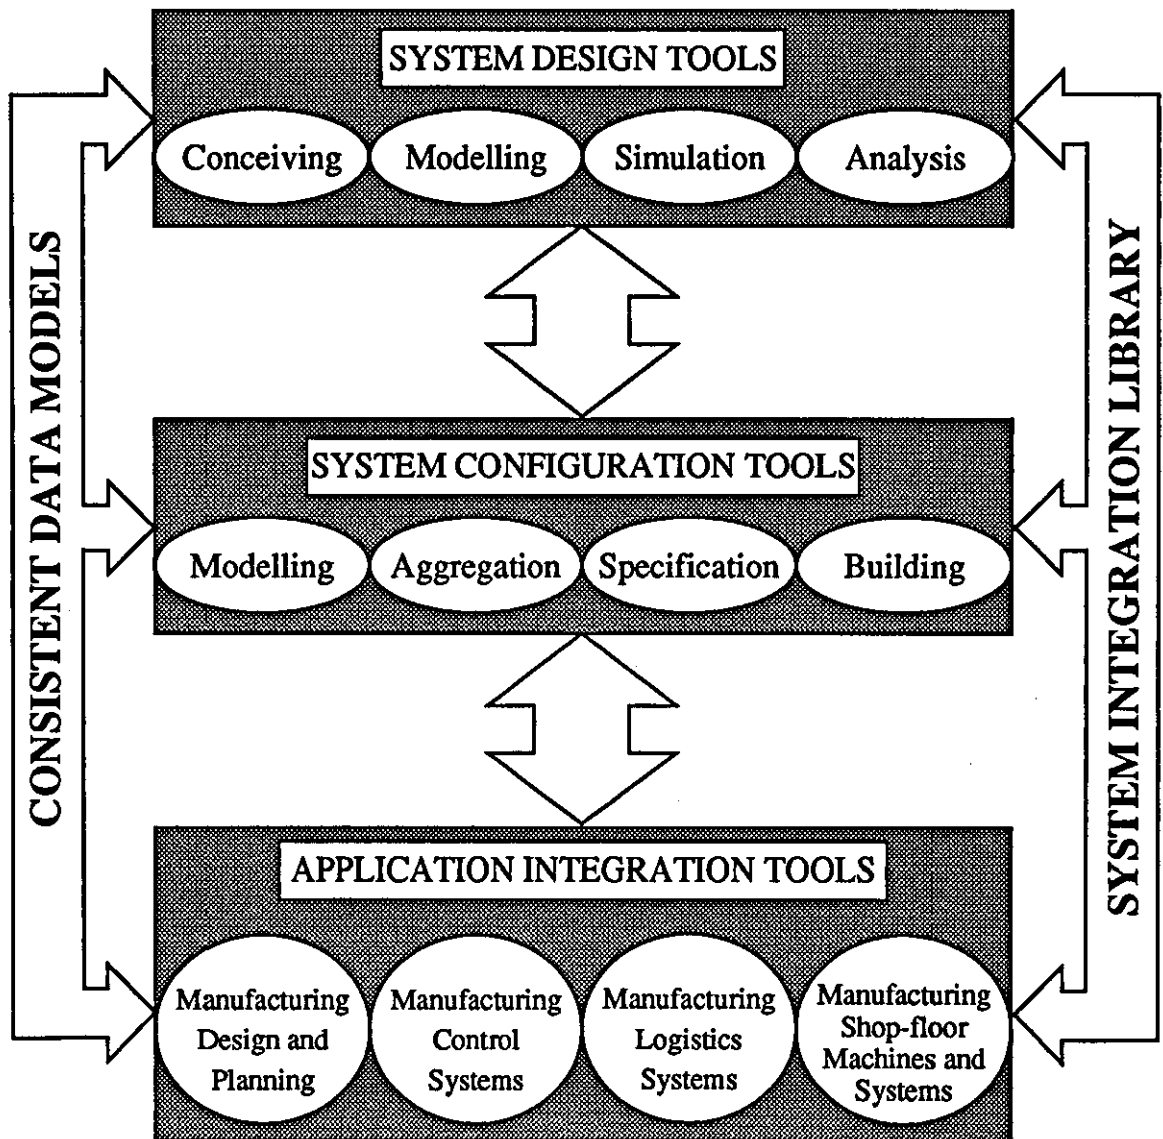 SYSTEM DESIGN TOOLS
Conceiving
Modelling
Simulation
Analysis
CONSISTENT DATA MODELS
SYSTEM INTEGRATION LIBRARY
SYSTEM CONFIGURATION TOOLS
Modelling
Aggregation
Specification
Building
APPLICATION INTEGRATION TOOLS
Manufacturing
Design and
Planning
Manufacturing
Control
Systems
Manufacturing
Logistics
Systems
Manufacturing
Shop-floor
Machines and
Systems